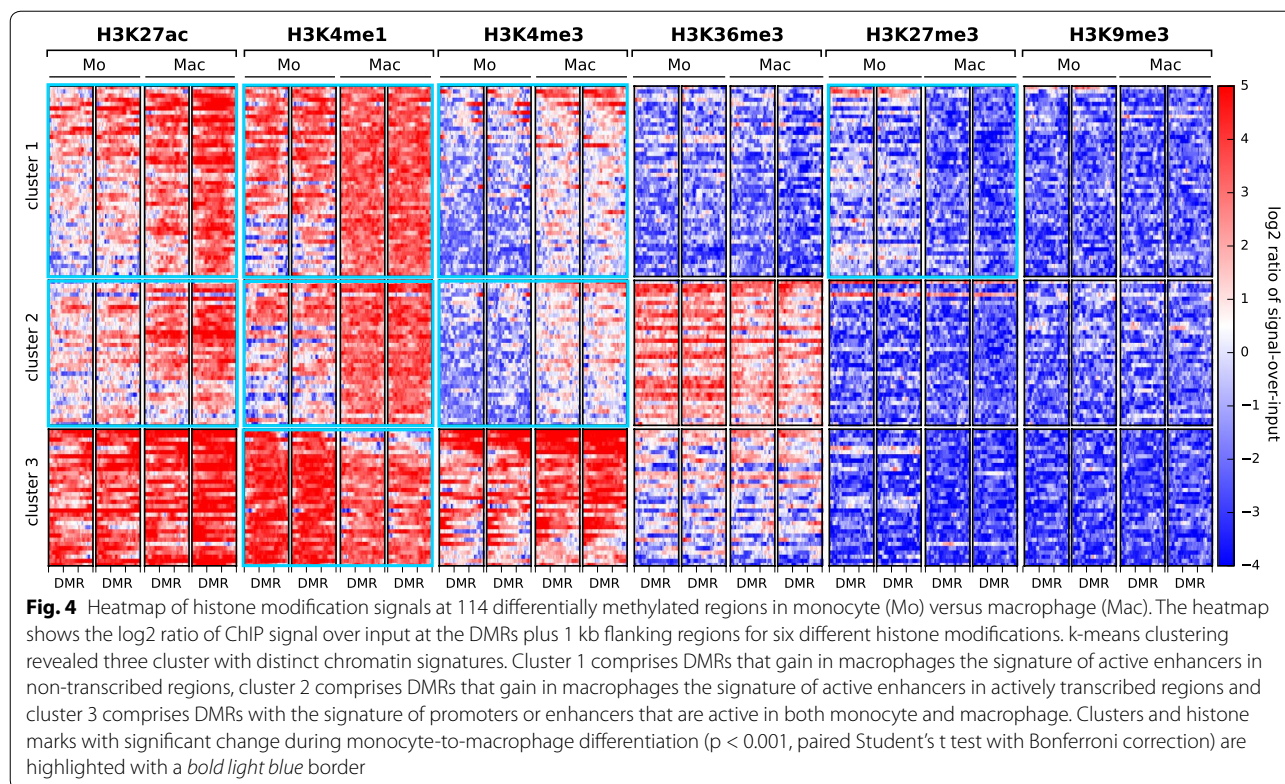 H3K27ac H3K4me1 H3K4me3 H3K36me3 H3K27me3 H3K9me3
Mo Mac Mo Mac Mo Mac Mo Mac Mo Mac Mo Mac
cluster 1
cluster 2
cluster 3
5
4
3
2
1
0
−1
−2
−3
−4
log2 ratio of signal-over-input
DMR DMR DMR DMR DMR DMR DMR DMR DMR DMR DMR DMR DMR DMR DMR DMR DMR DMR DMR DMR DMR DMR DMR DMR
Fig. 4 Heatmap of histone modification signals at 114 differentially methylated regions in monocyte (Mo) versus macrophage (Mac). The heatmap
shows the log2 ratio of ChIP signal over input at the DMRs plus 1 kb flanking regions for six different histone modifications. k-means clustering
revealed three cluster with distinct chromatin signatures. Cluster 1 comprises DMRs that gain in macrophages the signature of active enhancers in
non-transcribed regions, cluster 2 comprises DMRs that gain in macrophages the signature of active enhancers in actively transcribed regions and
cluster 3 comprises DMRs with the signature of promoters or enhancers that are active in both monocyte and macrophage. Clusters and histone
marks with significant change during monocyte-to-macrophage differentiation (p < 0.001, paired Student's t test with Bonferroni correction) are
highlighted with a bold light blue border